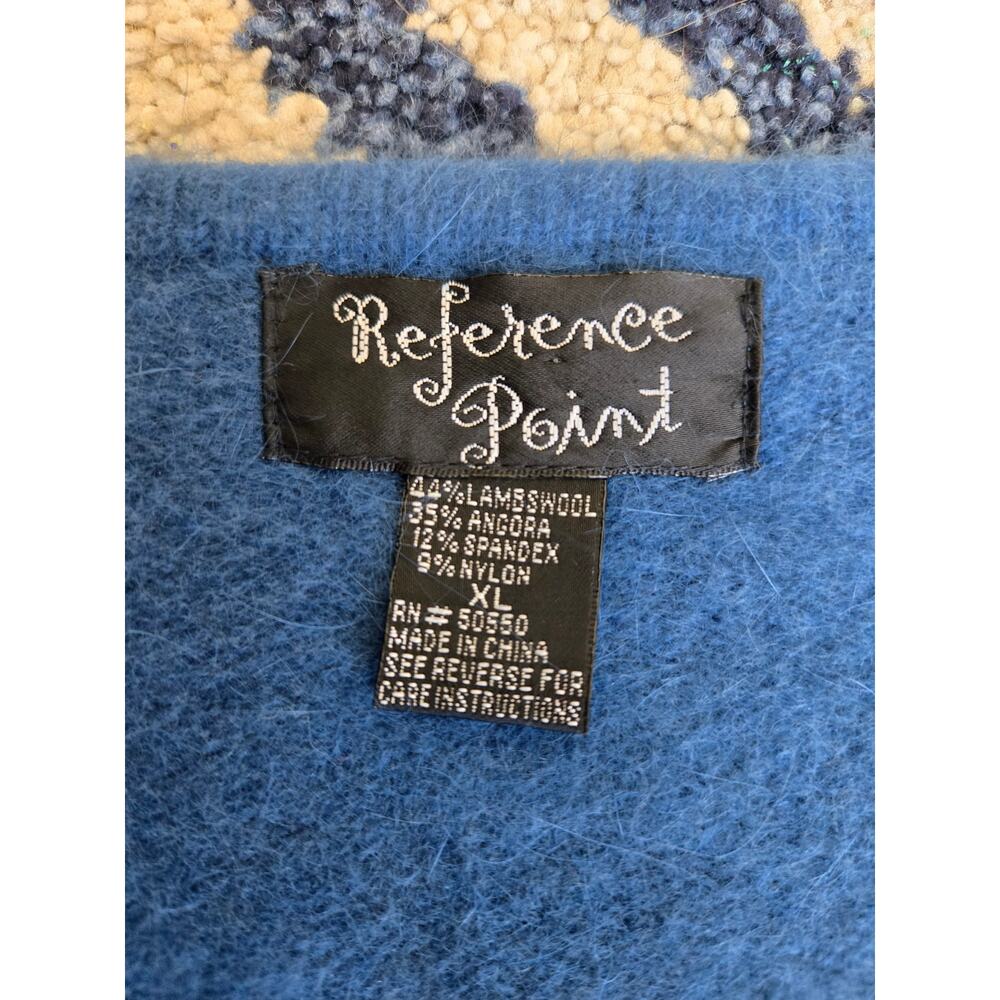 Reference
Point
44% LAMBSWOOL
35% ANGORA
12% SPANDEX
9% NYLON
XL
RN # 50550
MADE IN CHINA
SEE REVERSE FOR
CARE INSTRUCTIONS